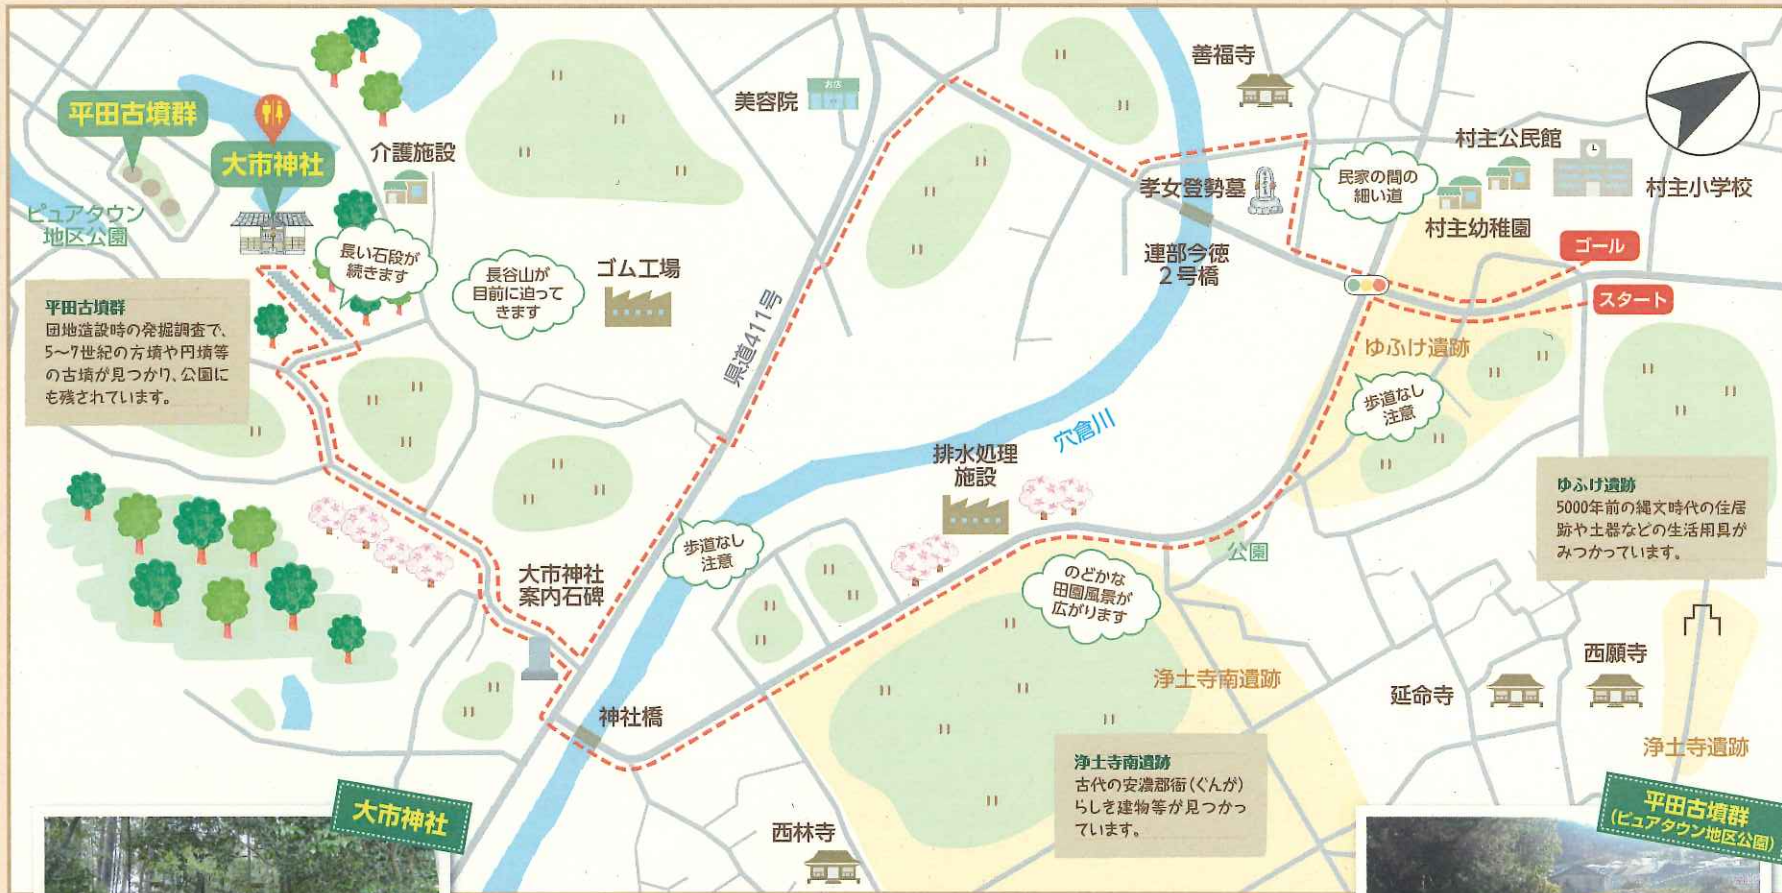 平田古墳群
大市神社
介護施設
ピュアタウン
地区公園
長い石段が
続きます
長谷山が
目前に迫って
きます
ゴム工場
平田古墳群
団地造設時の発掘調査で、
5〜7世紀の方墳や円墳等
の古墳が見つかり、公園に
も残されています。
美容院
お店
県道411号
善福寺
孝女登勢墓
民家の間の
細い道
連部今徳
2号橋
村主公民館
村主小学校
村主幼稚園
ゴール
スタート
ゆふけ遺跡
歩道なし
注意
ゆふけ遺跡
5000年前の縄文時代の住居
跡や土器などの生活用具が
みつかっています。
穴倉川
排水処理
施設
公園
歩道なし
注意
のどかな
田園風景が
広がります
大市神社
案内石碑
神社橋
浄土寺南遺跡
浄土寺南遺跡
古代の安濃郡衙(ぐんが)
らしき建物等が見つかっ
ています。
延命寺
西願寺
浄土寺遺跡
西林寺
大市神社
平田古墳群
(ピュアタウン地区公園)